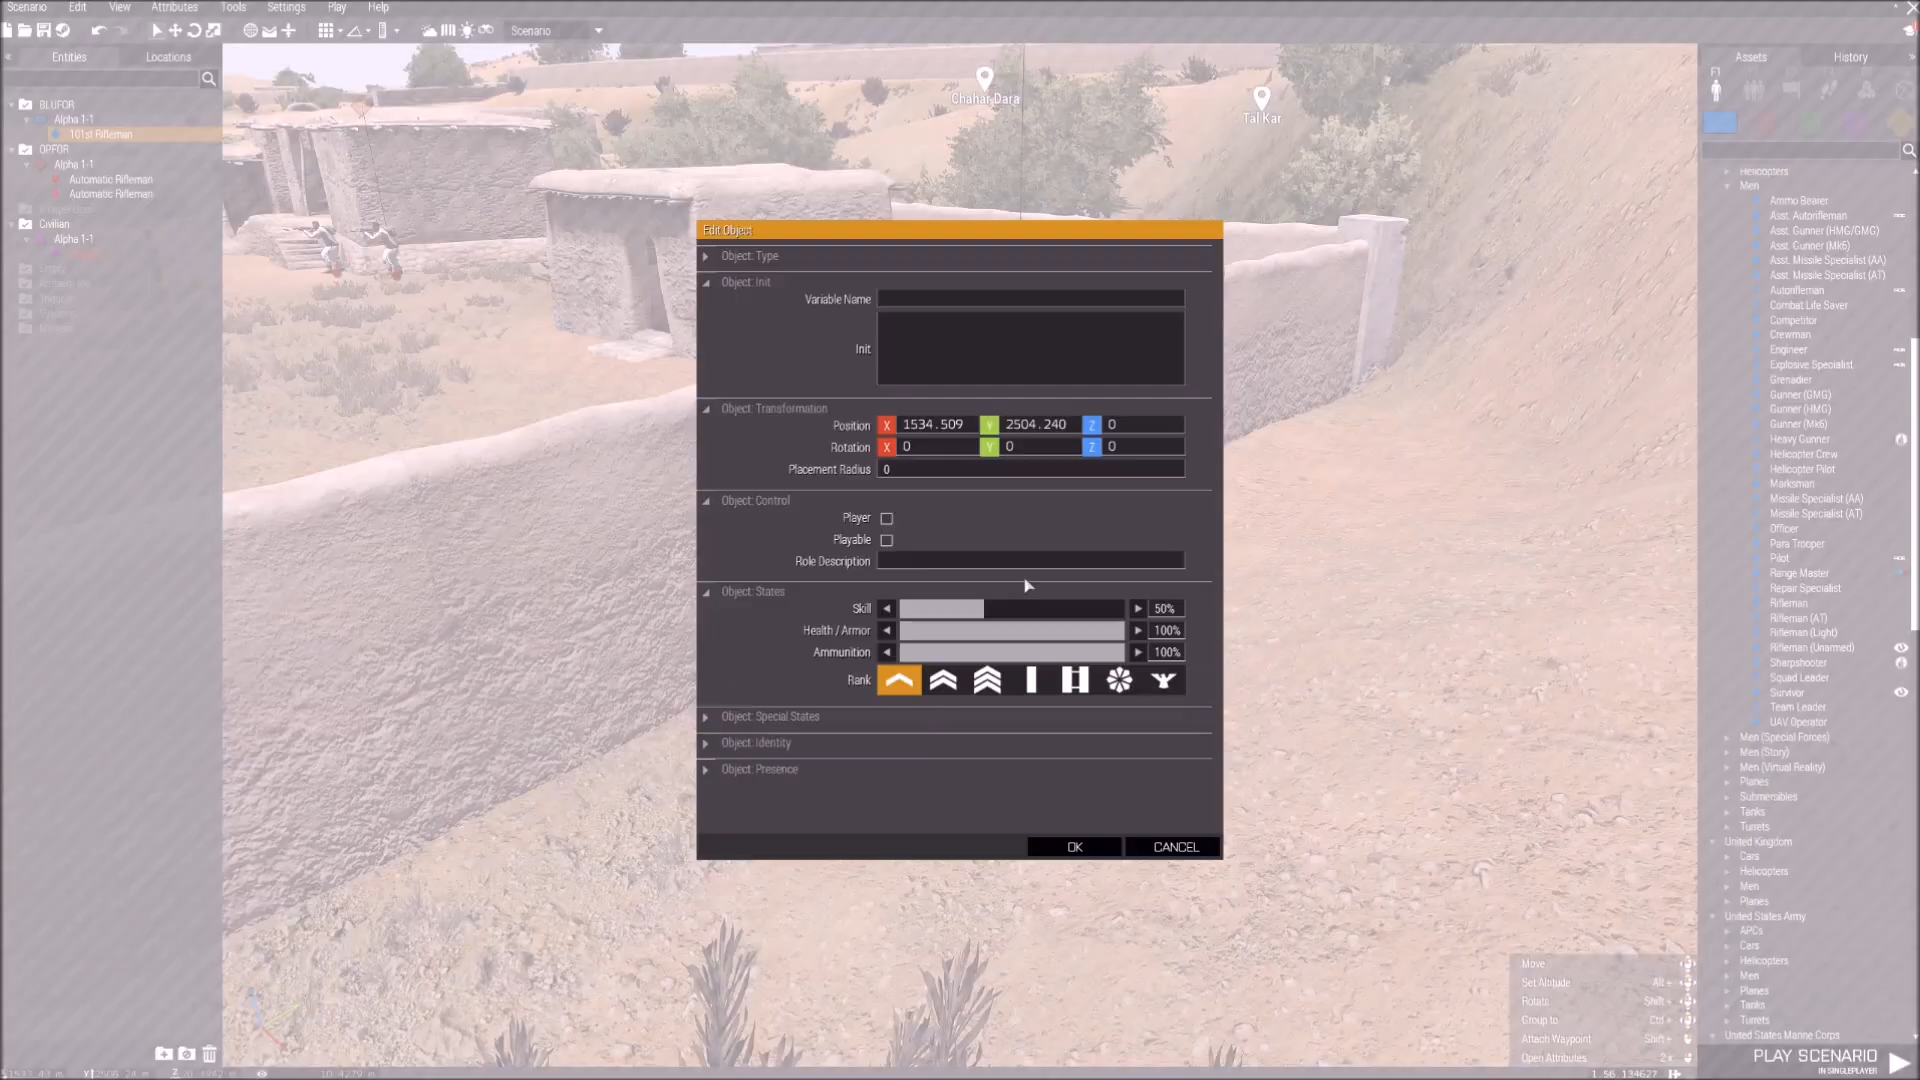 Scenario Edit View Attributes Tools Settings Play Help
Scenario
Entities Locations
BLUFOR
Alpha 1-1
101st Rifleman
OPFOR
Alpha 1-1
Automatic Rifleman
Automatic Rifleman
Civilian
Alpha 1-1
Chahar Dara
Tal Kar
Edit Object
Object: Type
Object: Init
Variable Name
Init
Object: Transformation
Position X 1534.509 Y 2504.240 Z 0
Rotation X 0 Y 0 Z 0
Placement Radius 0
Object: Control
Player
Playable
Role Description
Object: States
Skill 50%
Health / Armor 100%
Ammunition 100%
Rank
Object: Special States
Object: Identity
Object: Presence
OK CANCEL
Assets History
F1
Helicopters
Men
Ammo Bearer
Asst. Autorifleman
Asst. Gunner (HMG/GMG)
Asst. Gunner (Mk6)
Asst. Missile Specialist (AA)
Asst. Missile Specialist (AT)
Autorifleman
Combat Life Saver
Competitor
Crewman
Engineer
Explosive Specialist
Grenadier
Gunner (GMG)
Gunner (HMG)
Gunner (Mk6)
Heavy Gunner
Helicopter Crew
Helicopter Pilot
Marksman
Missile Specialist (AA)
Missile Specialist (AT)
Officer
Para Trooper
Pilot
Range Master
Repair Specialist
Rifleman
Rifleman (AT)
Rifleman (Light)
Rifleman (Unarmed)
Sharpshooter
Squad Leader
Survivor
Team Leader
UAV Operator
Men (Special Forces)
Men (Story)
Men (Virtual Reality)
Planes
Submersibles
Tanks
Turrets
United Kingdom
Cars
Helicopters
Men
Planes
United States Army
APCs
Cars
Helicopters
Men
Planes
Tanks
Turrets
United States Marine Corps
Move
Set Altitude Alt +
Rotate Shift +
Group to Ctrl +
Attach Waypoint Shift +
Open Attributes 2x
PLAY SCENARIO
IN SINGLEPLAYER
1.56.134627